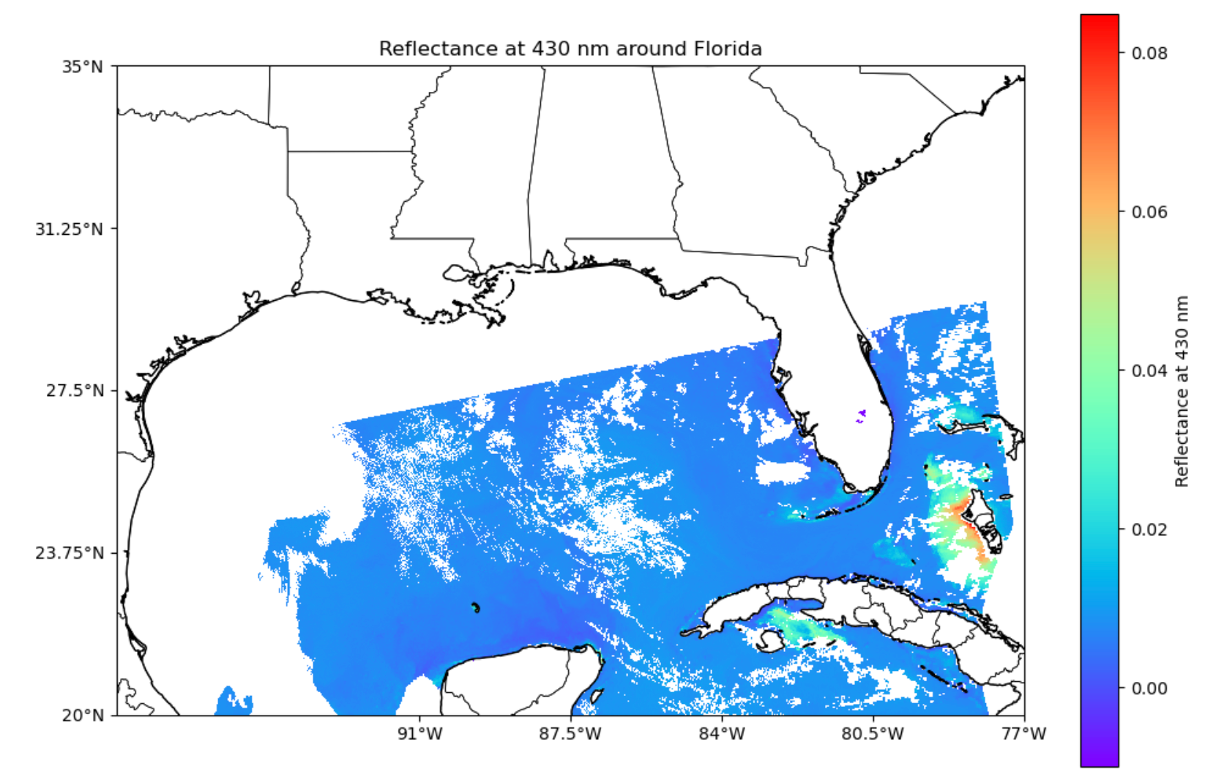 Reflectance at 430 nm around Florida
35°N
31.25°N
27.5°N
23.75°N
20°N
91°W
87.5°W
84°W
80.5°W
77°W
0.08
0.06
0.04
0.02
0.00
Reflectance at 430 nm